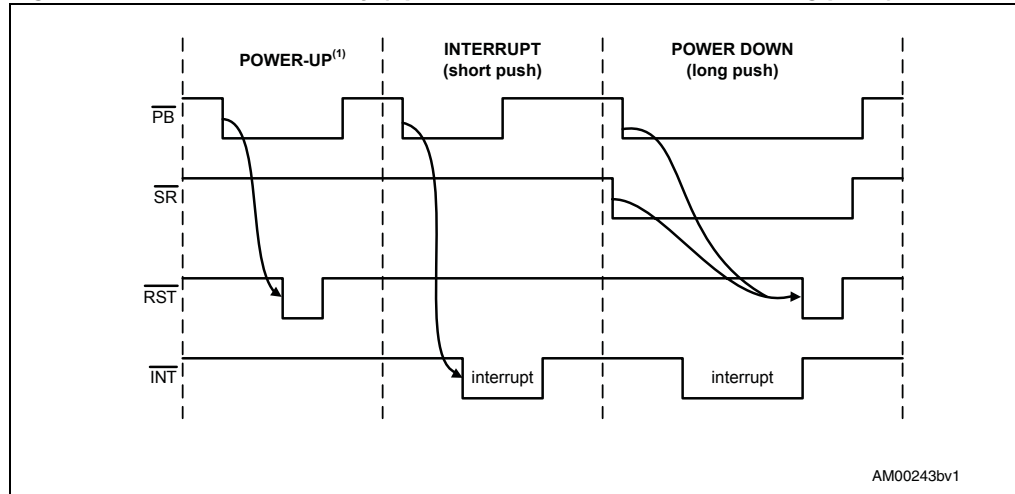 POWER-UP(1)
INTERRUPT
(short push)
POWER DOWN
(long push)
PB
SR
RST
INT
interrupt
interrupt
AM00243bv1